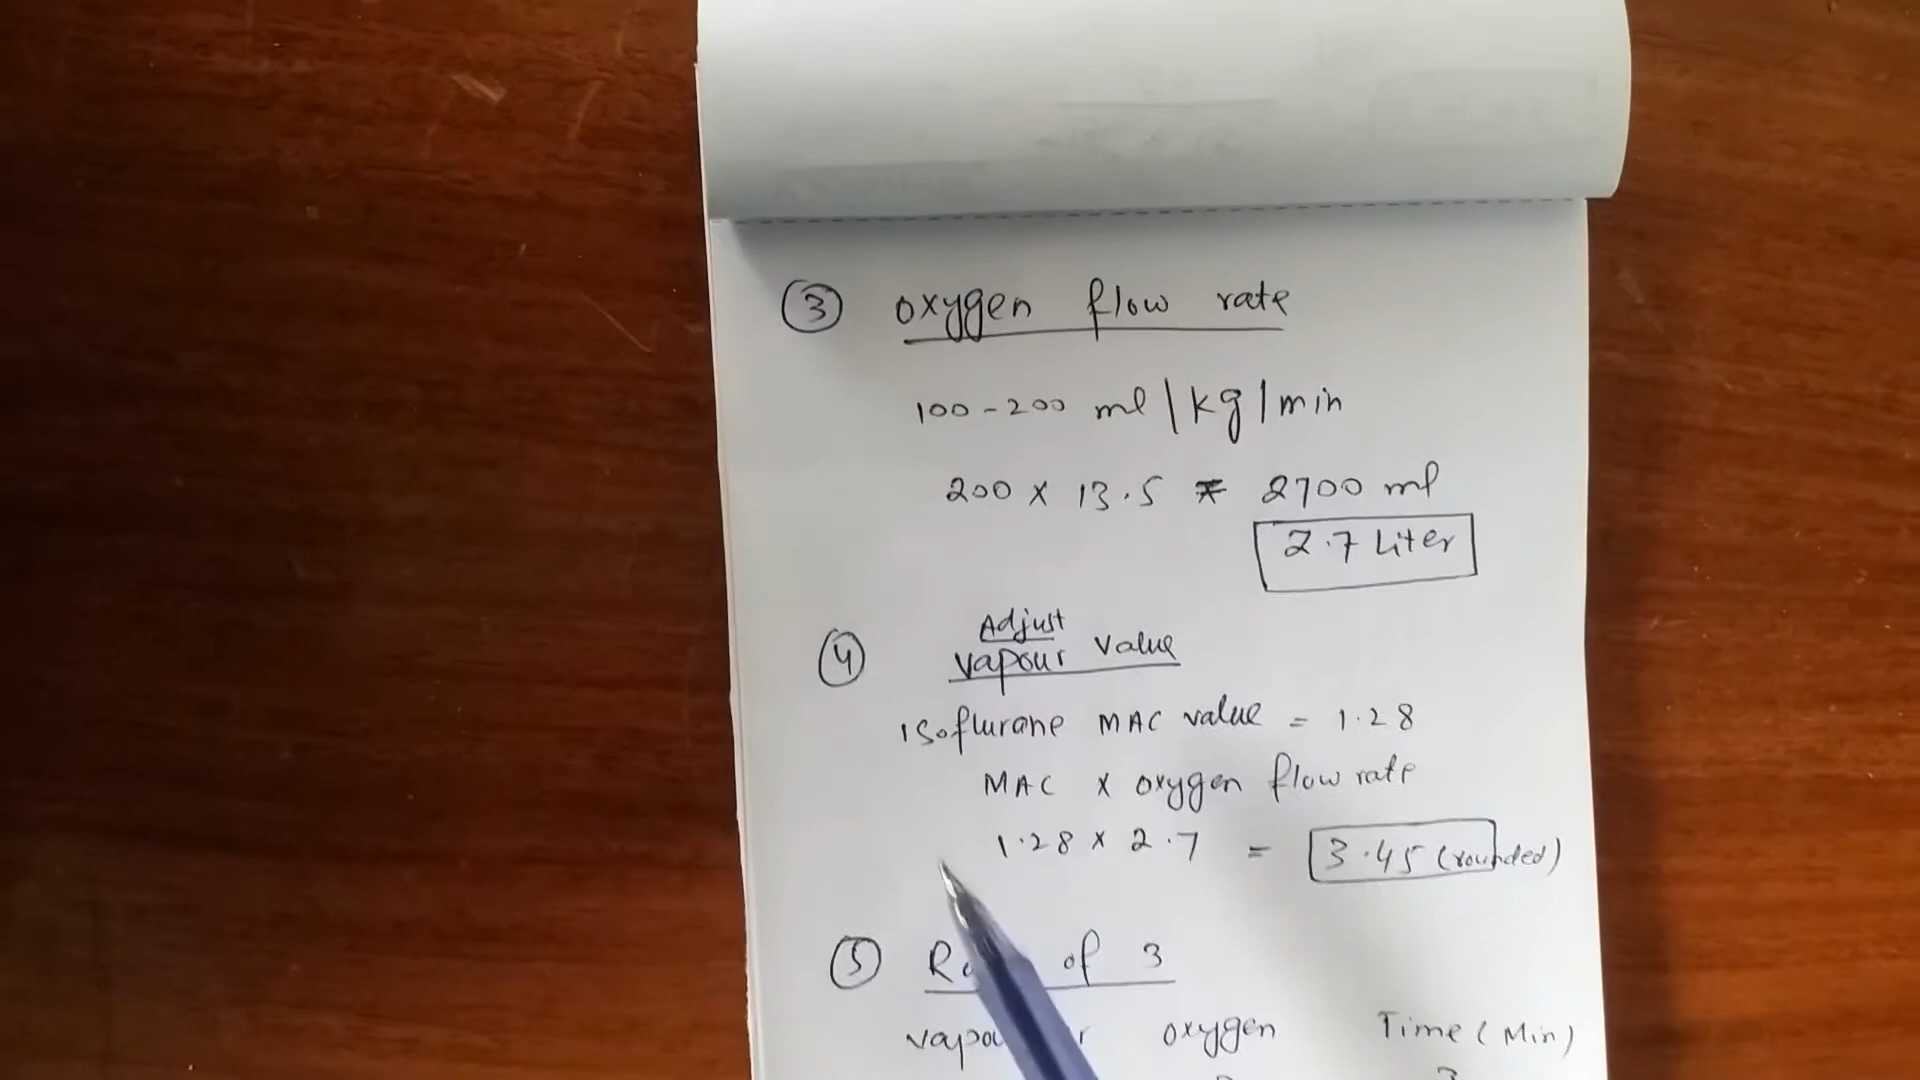 ③ oxygen flow rate
100-200 ml/kg/min
200 x 13.5 = 2700 ml
2.7 Liter
④ Adjust
vapour value
Isoflurane MAC value = 1.28
MAC x oxygen flow rate
1.28 x 2.7 = 3.45 (rounded)
⑤ of 3
oxygen Time (Min)